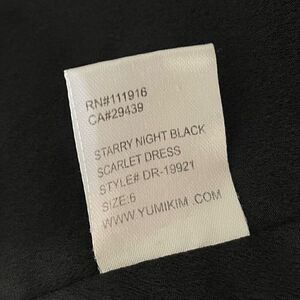 RN#111916
CA#29439
STARRY NIGHT BLACK
SCARLET DRESS
STYLE# DR-19921
SIZE:6
WWW.YUMIKIM.COM